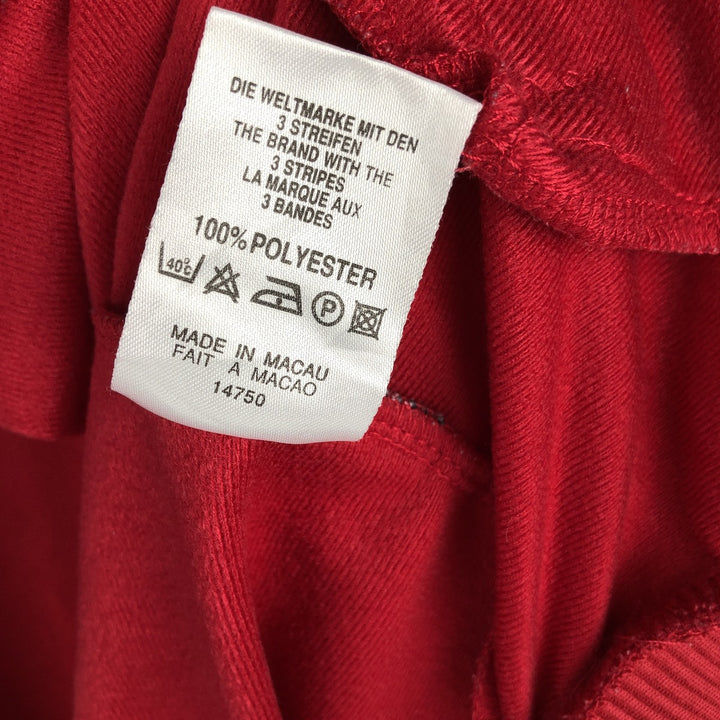 DIE WELTMARKE MIT DEN
3 STREIFEN
THE BRAND WITH THE
3 STRIPES
LA MARQUE AUX
3 BANDES
100% POLYESTER
40°C P
MADE IN MACAU
FAIT A MACAO
14750